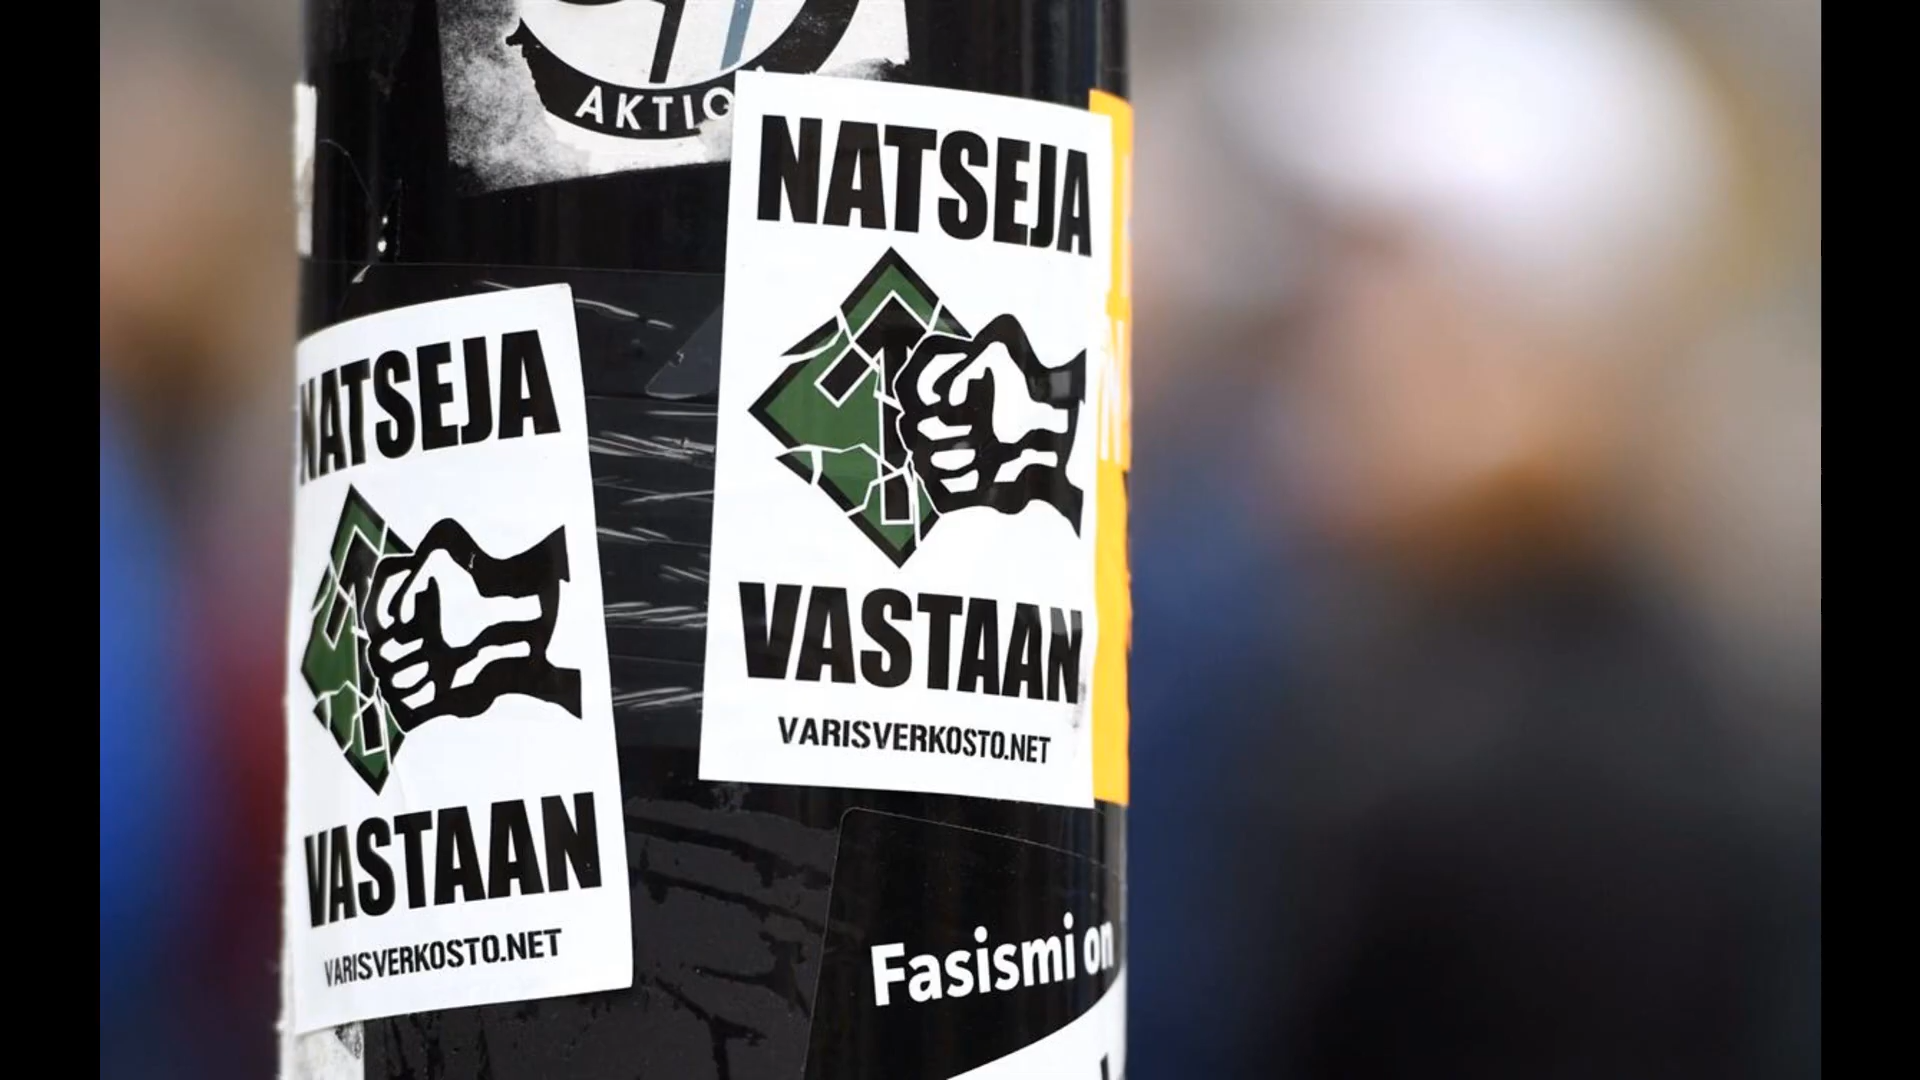 AKTIO
NATSEJA
VASTAAN
VARISVERKOSTO.NET
NATSEJA
VASTAAN
VARISVERKOSTO.NET
Fasismi on